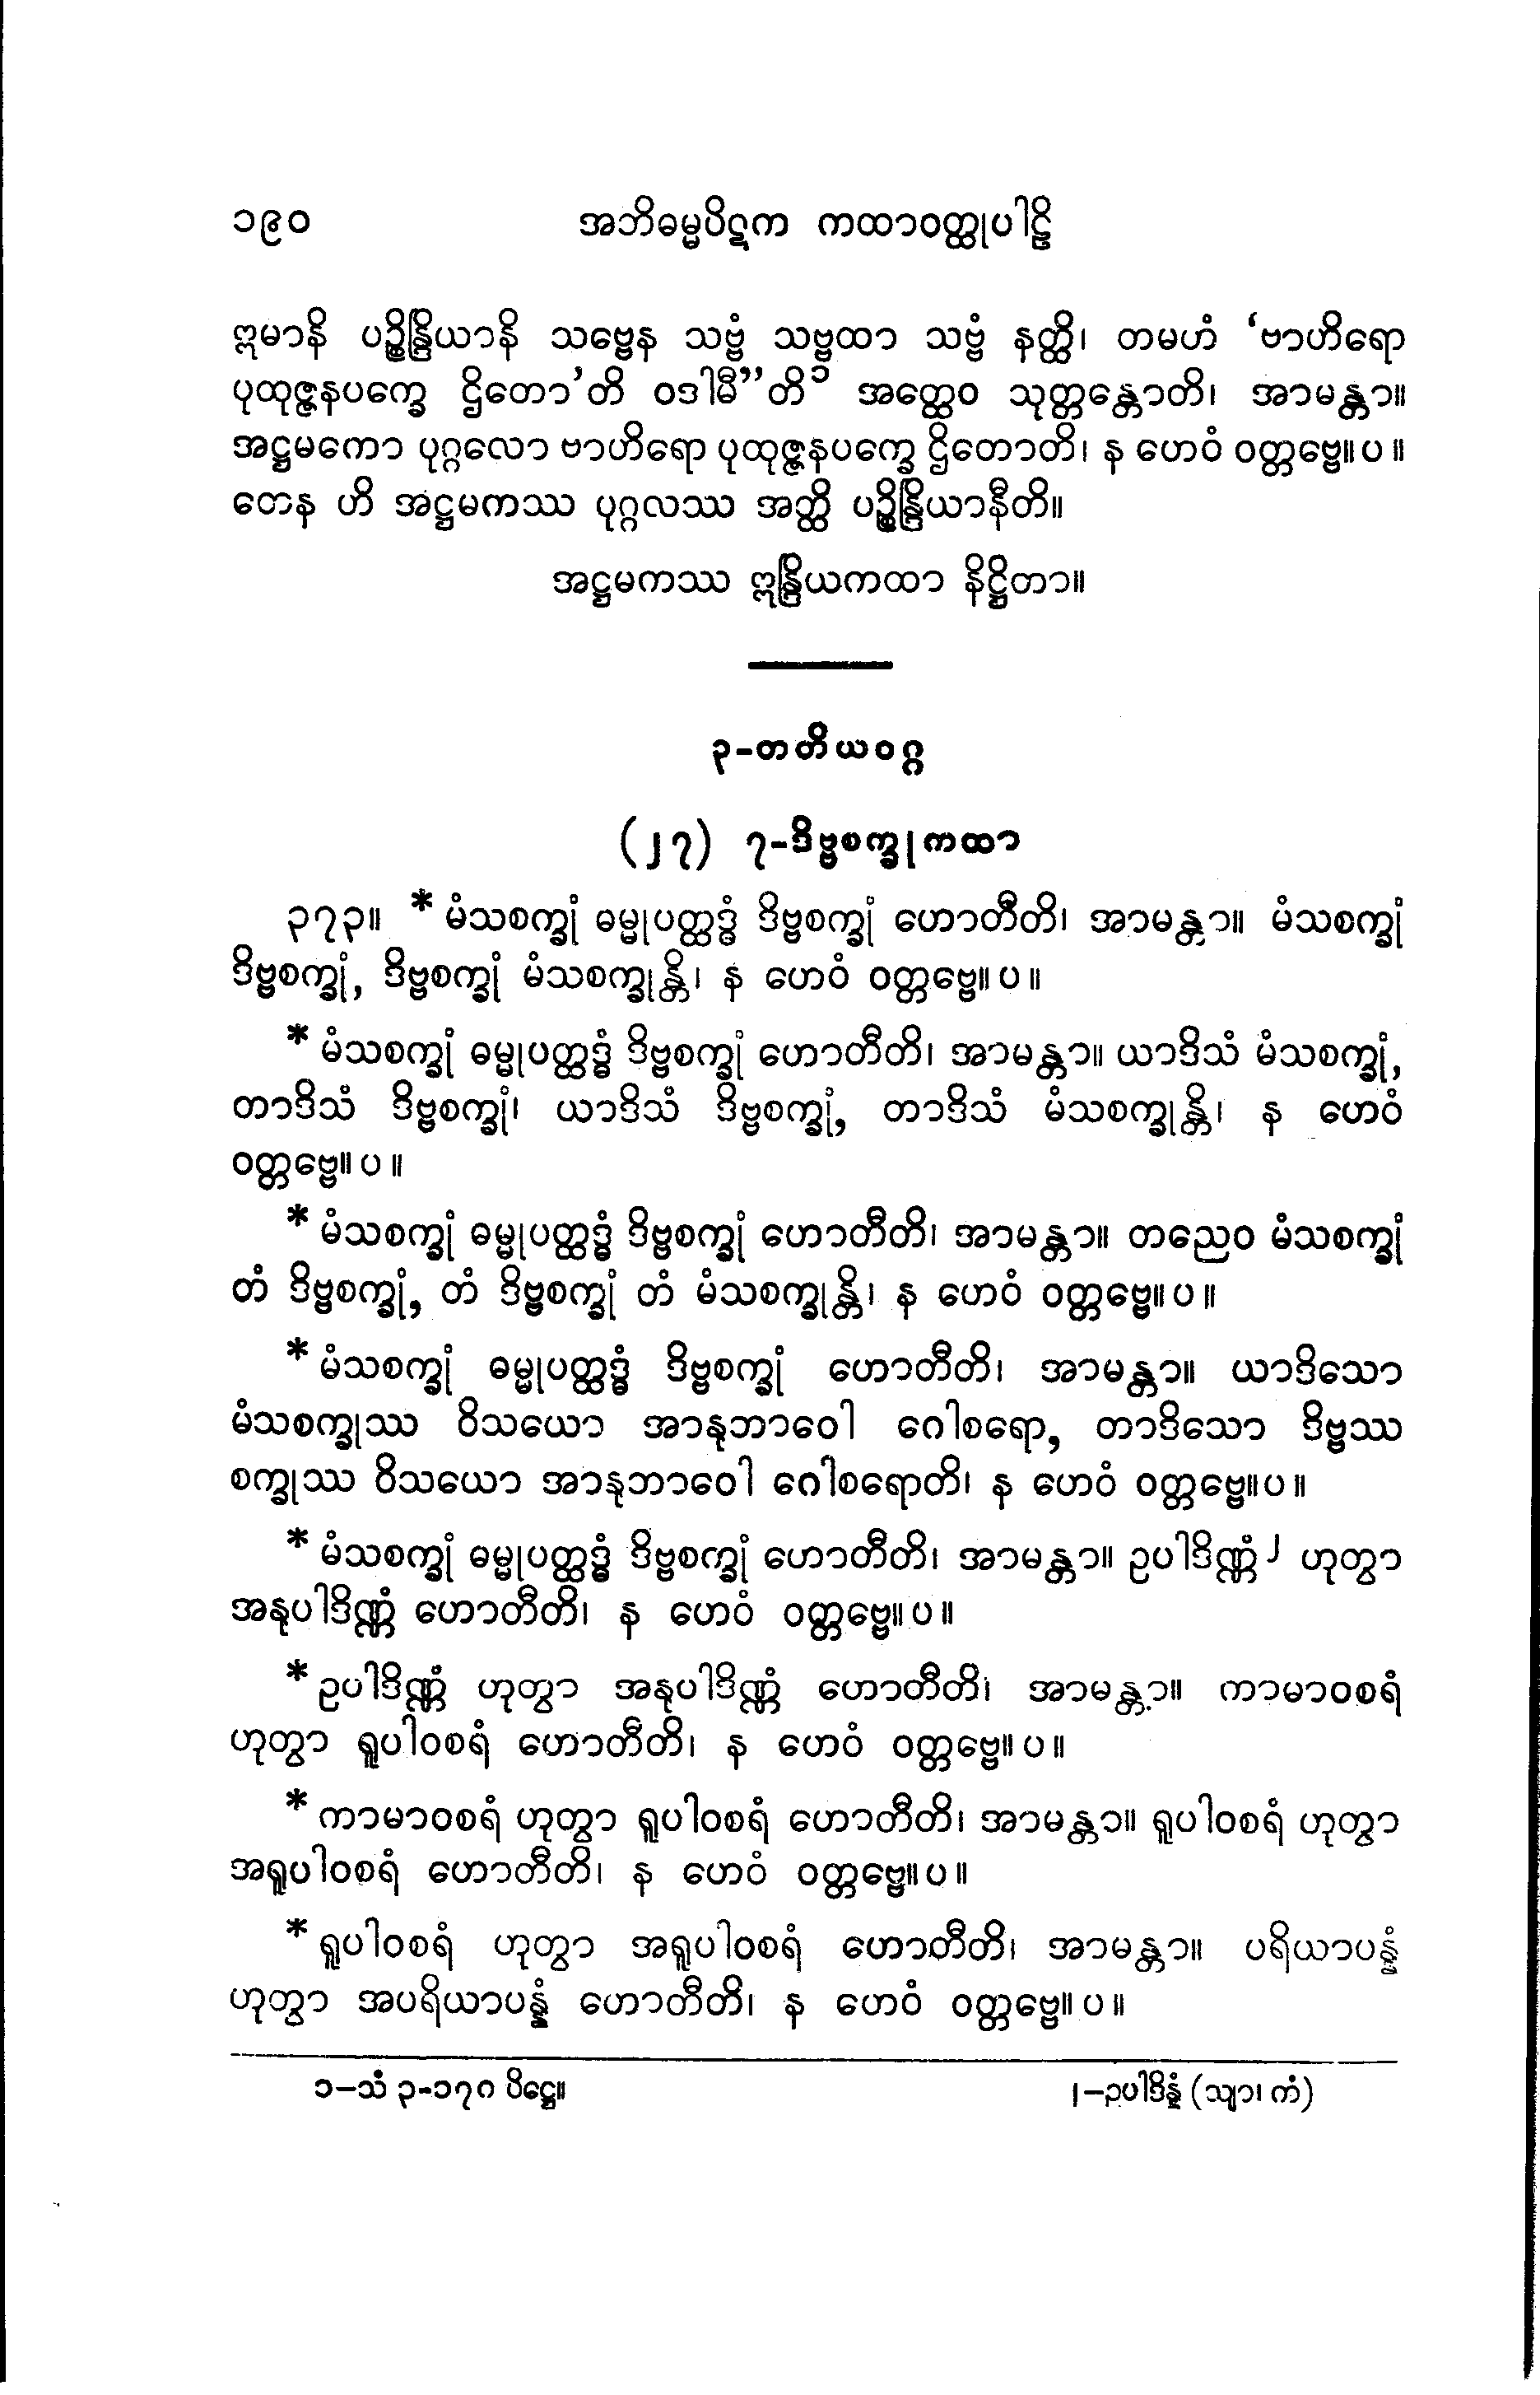 ၁၉၀ အဘိဓမ္မပိဋက ကထာဝတ္ထုပါဠိ
ဣမာနိ ပဉ္စိန္ဒြိယာနိ သဗ္ဗေန သဗ္ဗံ သဗ္ဗထာ သဗ္ဗံ နတ္ထိ၊ တမဟံ ‘ဗာဟိရော
ပုထုဇ္ဇနပက္ခေ ဌိတော’တိ ဝဒါမီ”တိ၁ အတ္ထေဝ သုတ္တန္တောတိ၊ အာမန္တာ။
အဋ္ဌမကော ပုဂ္ဂလော ဗာဟိရော ပုထုဇ္ဇနပက္ခေ ဌိတောတိ၊ န ဟေဝံ ဝတ္တဗ္ဗေ။ပ။
တေန ဟိ အဋ္ဌမကဿ ပုဂ္ဂလဿ အတ္ထိ ပဉ္စိန္ဒြိယာနီတိ။
အဋ္ဌမကဿ ဣန္ဒြိယကထာ နိဋ္ဌိတာ။
၃-တတိယဝဂ္ဂ
(၂၇) ၇-ဒိဗ္ဗစက္ခုကထာ
၃၇၃။ * မံသစက္ခုံ ဓမ္မုပတ္ထဒ္ဓံ ဒိဗ္ဗစက္ခုံ ဟောတီတိ၊ အာမန္တာ။ မံသစက္ခုံ
ဒိဗ္ဗစက္ခုံ, ဒိဗ္ဗစက္ခုံ မံသစက္ခုန္တိ၊ န ဟေဝံ ဝတ္တဗ္ဗေ။ပ။
* မံသစက္ခုံ ဓမ္မုပတ္ထဒ္ဓံ ဒိဗ္ဗစက္ခုံ ဟောတီတိ၊ အာမန္တာ။ ယာဒိသံ မံသစက္ခုံ,
တာဒိသံ ဒိဗ္ဗစက္ခုံ၊ ယာဒိသံ ဒိဗ္ဗစက္ခုံ, တာဒိသံ မံသစက္ခုန္တိ၊ န ဟေဝံ
ဝတ္တဗ္ဗေ။ပ။
* မံသစက္ခုံ ဓမ္မုပတ္ထဒ္ဓံ ဒိဗ္ဗစက္ခုံ ဟောတီတိ၊ အာမန္တာ။ တညေဝ မံသစက္ခုံ
တံ ဒိဗ္ဗစက္ခုံ, တံ ဒိဗ္ဗစက္ခုံ တံ မံသစက္ခုန္တိ၊ န ဟေဝံ ဝတ္တဗ္ဗေ။ပ။
* မံသစက္ခုံ ဓမ္မုပတ္ထဒ္ဓံ ဒိဗ္ဗစက္ခုံ ဟောတီတိ၊ အာမန္တာ။ ယာဒိသော
မံသစက္ခုဿ ဝိသယော အာနုဘာဝေါ ဂေါစရော, တာဒိသော ဒိဗ္ဗဿ
စက္ခုဿ ဝိသယော အာနုဘာဝေါ ဂေါစရောတိ၊ န ဟေဝံ ဝတ္တဗ္ဗေ။ပ။
* မံသစက္ခုံ ဓမ္မုပတ္ထဒ္ဓံ ဒိဗ္ဗစက္ခုံ ဟောတီတိ၊ အာမန္တာ။ ဥပါဒိဏ္ဏံ၂ ဟုတွာ
အနုပါဒိဏ္ဏံ ဟောတီတိ၊ န ဟေဝံ ဝတ္တဗ္ဗေ။ပ။
* ဥပါဒိဏ္ဏံ ဟုတွာ အနုပါဒိဏ္ဏံ ဟောတီတိ၊ အာမန္တာ။ ကာမာဝစရံ
ဟုတွာ ရူပါဝစရံ ဟောတီတိ၊ န ဟေဝံ ဝတ္တဗ္ဗေ။ပ။
* ကာမာဝစရံ ဟုတွာ ရူပါဝစရံ ဟောတီတိ၊ အာမန္တာ။ ရူပါဝစရံ ဟုတွာ
အရူပါဝစရံ ဟောတီတိ၊ န ဟေဝံ ဝတ္တဗ္ဗေ။ပ။
* ရူပါဝစရံ ဟုတွာ အရူပါဝစရံ ဟောတီတိ၊ အာမန္တာ။ ပရိယာပန္နံ
ဟုတွာ အပရိယာပန္နံ ဟောတီတိ၊ န ဟေဝံ ဝတ္တဗ္ဗေ။ပ။
၁–သံ ၃-၁၇၈ ပိဋ္ဌေ။ ၂–ဥပါဒိန္နံ (သျာ၊ ကံ)